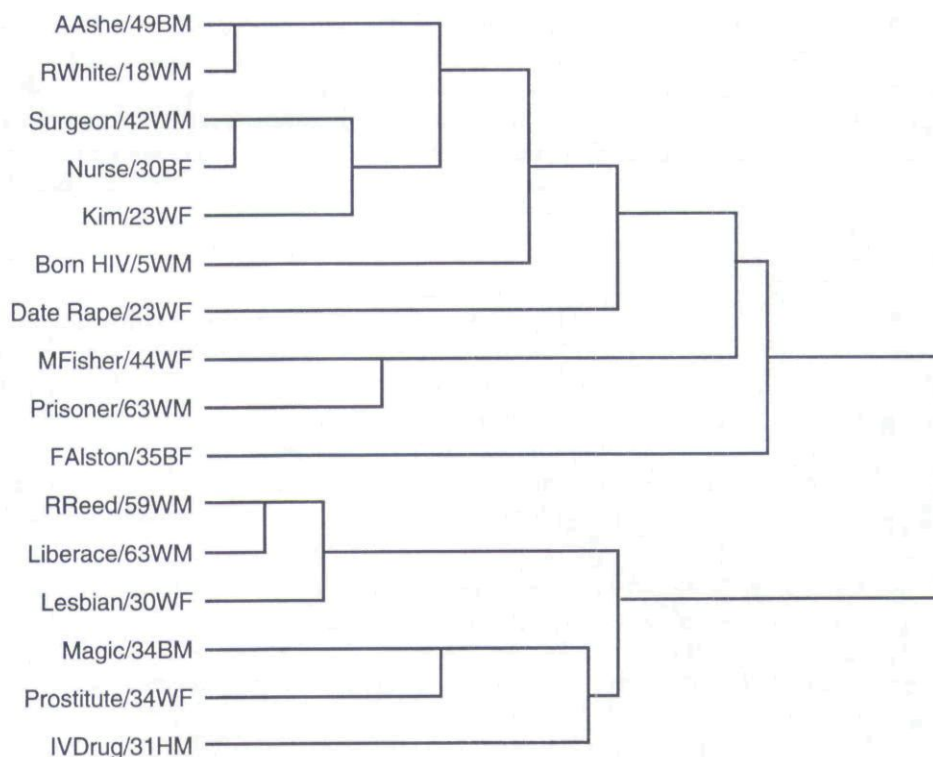 AAshe/49BM
RWhite/18WM
Surgeon/42WM
Nurse/30BF
Kim/23WF
Born HIV/5WM
Date Rape/23WF
MFisher/44WF
Prisoner/63WM
FAlston/35BF
RReed/59WM
Liberace/63WM
Lesbian/30WF
Magic/34BM
Prostitute/34WF
IVDrug/31HM